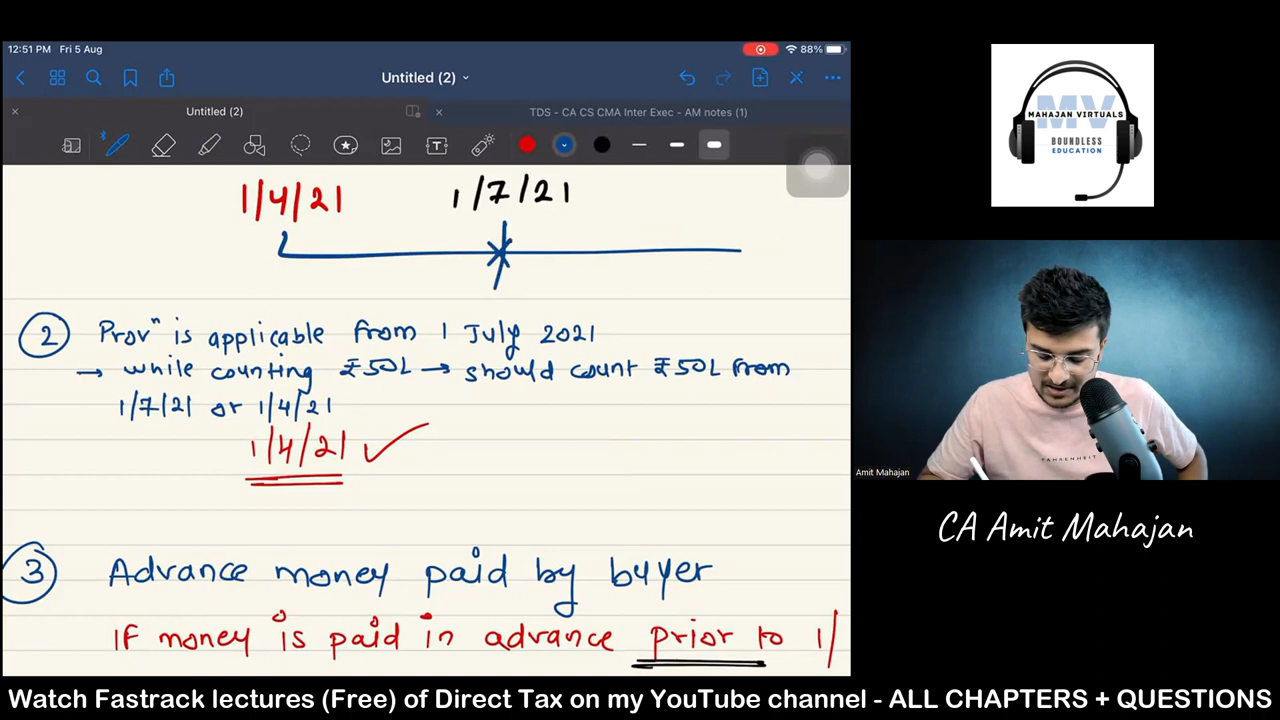 12:51 PM Fri 5 Aug
88%
Untitled (2)
Untitled (2)
TDS - CA CS CMA Inter Exec - AM notes (1)
1/4/21 1/7/21
2 Provn is applicable from 1 July 2021
→ while counting ₹50L → should count ₹50L from
1/7/21 or 1/4/21
1/4/21 ✓
3 Advance money paid by buyer
If money is paid in advance prior to 1/
MV
MAHAJAN VIRTUALS
BOUNDLESS
EDUCATION
FAHRENHEIT
Amit Mahajan
CA Amit Mahajan
Watch Fastrack lectures (Free) of Direct Tax on my YouTube channel - ALL CHAPTERS + QUESTIONS